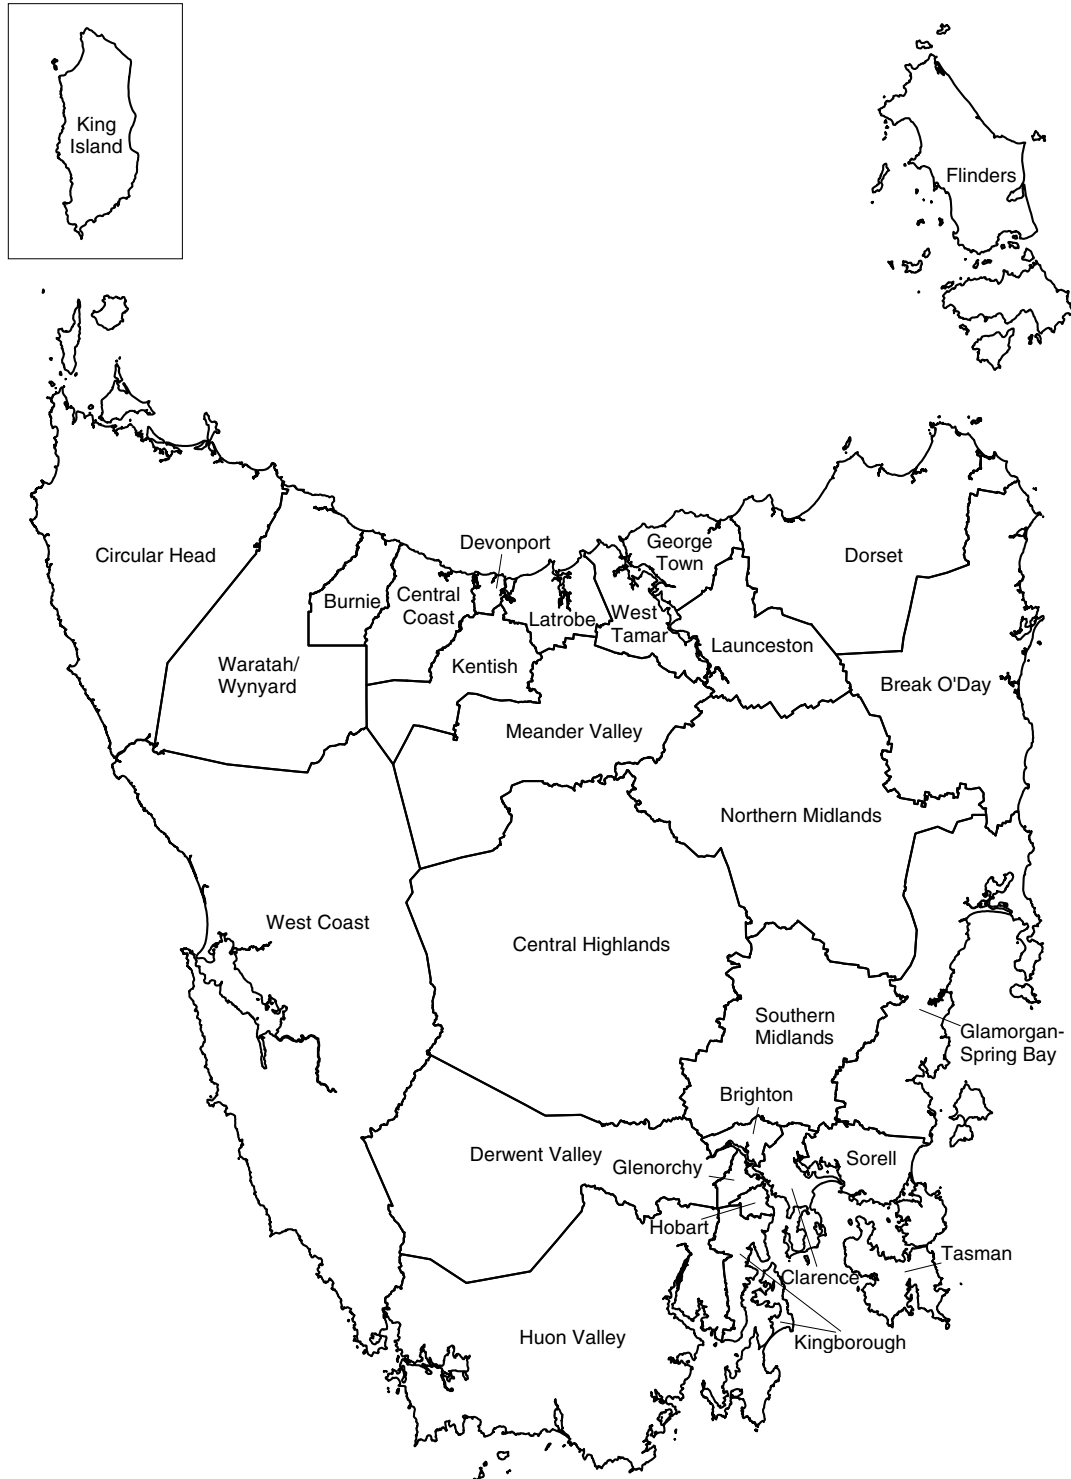 King
Island
Flinders
Circular Head
Devonport
George
Town
Dorset
Burnie
Central
Coast
Latrobe
West
Tamar
Launceston
Waratah/
Wynyard
Kentish
Break O'Day
Meander Valley
Northern Midlands
West Coast
Central Highlands
Southern
Midlands
Glamorgan-
Spring Bay
Brighton
Derwent Valley
Glenorchy
Sorell
Hobart
Tasman
Clarence
Huon Valley
Kingborough